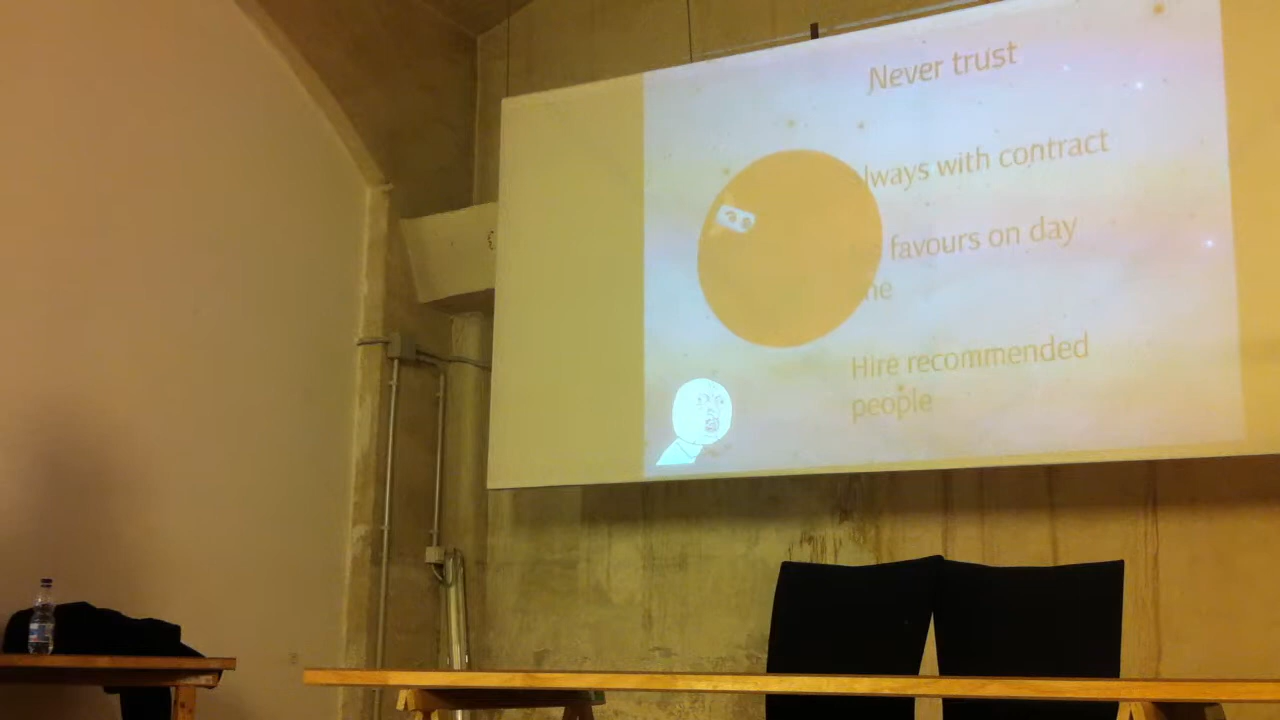 Never trust
lways with contract
favours on day
ne
Hire recommended
people